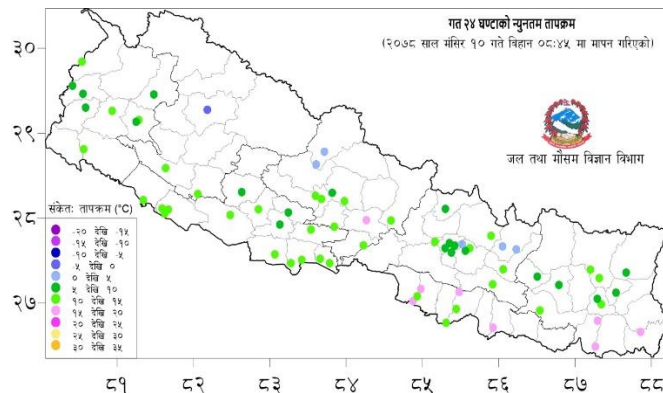 गत २४ घण्टाको न्युनतम तापक्रम
(२०७८ साल मंसिर १० गते बिहान ०८:४५ मा मापन गरिएको)
जल तथा मौसम विज्ञान विभाग
३०
२९
२८
२७
संकेत: तापक्रम (°C)
-२० देखि -१५
-१५ देखि -१०
-१० देखि -५
-५ देखि ०
० देखि ५
५ देखि १०
१० देखि १५
१५ देखि २०
२० देखि २५
२५ देखि ३०
३० देखि ३५
८१ ८२ ८३ ८४ ८५ ८६ ८७ ८८